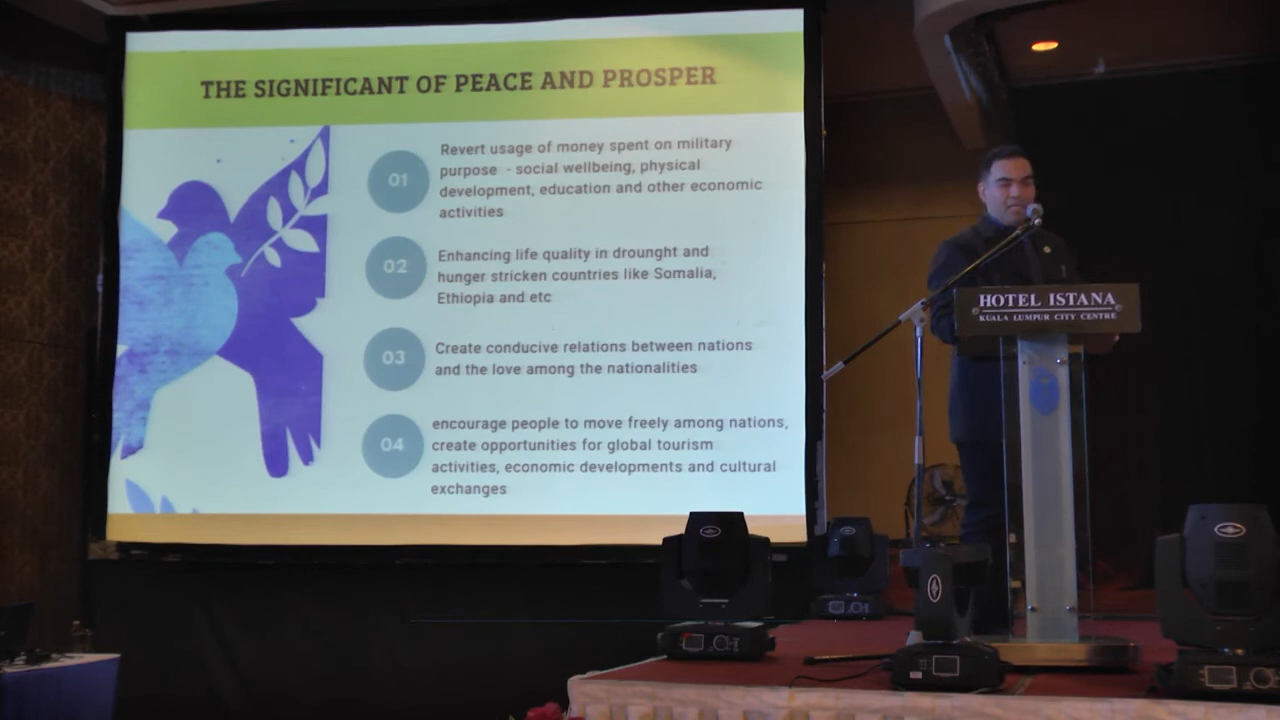 THE SIGNIFICANT OF PEACE AND PROSPER
01
Revert usage of money spent on military
purpose - social wellbeing, physical
development, education and other economic
activities
02
Enhancing life quality in drounght and
hunger stricken countries like Somalia,
Ethiopia and etc
03
Create conducive relations between nations
and the love among the nationalities
04
encourage people to move freely among nations,
create opportunities for global tourism
activities, economic developments and cultural
exchanges
HOTEL ISTANA
KUALA LUMPUR CITY CENTRE